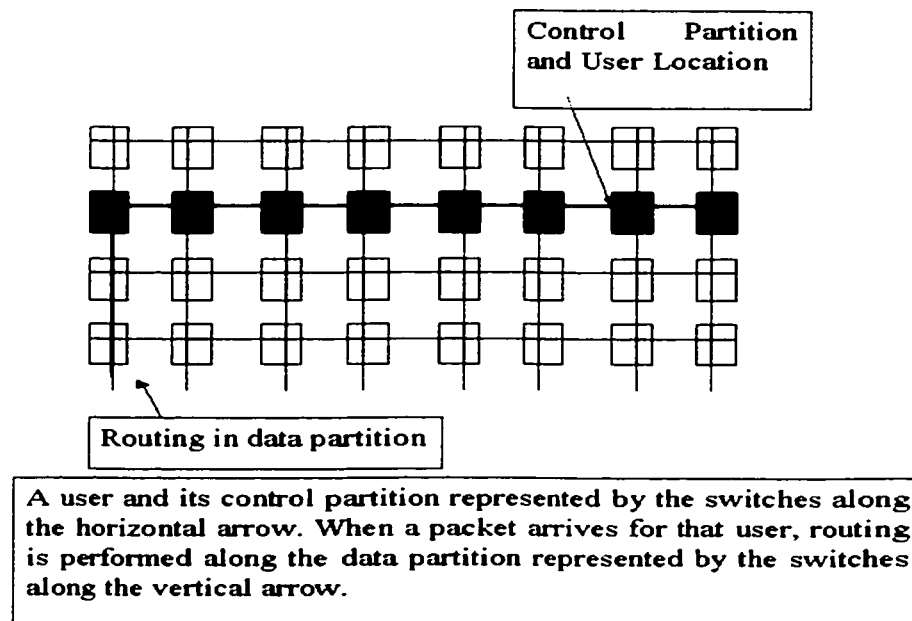 Control Partition
and User Location
Routing in data partition
A user and its control partition represented by the switches along
the horizontal arrow. When a packet arrives for that user, routing
is performed along the data partition represented by the switches
along the vertical arrow.